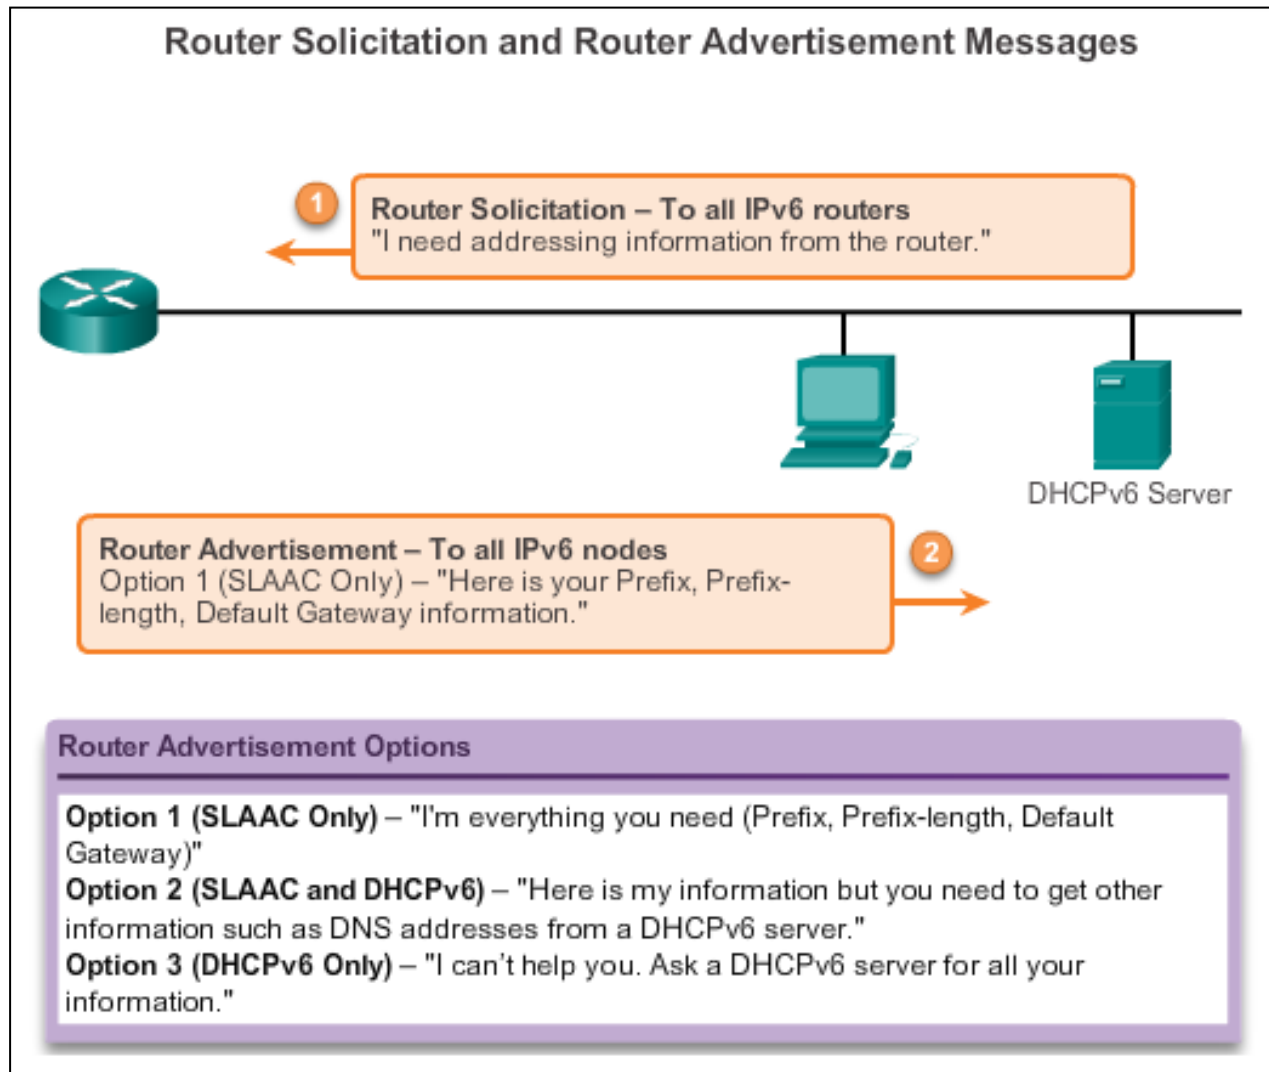 Router Solicitation and Router Advertisement Messages
1
Router Solicitation – To all IPv6 routers
"I need addressing information from the router."
DHCPv6 Server
Router Advertisement – To all IPv6 nodes
Option 1 (SLAAC Only) – "Here is your Prefix, Prefix-
length, Default Gateway information."
2
Router Advertisement Options
Option 1 (SLAAC Only) – "I'm everything you need (Prefix, Prefix-length, Default
Gateway)"
Option 2 (SLAAC and DHCPv6) – "Here is my information but you need to get other
information such as DNS addresses from a DHCPv6 server."
Option 3 (DHCPv6 Only) – "I can't help you. Ask a DHCPv6 server for all your
information."